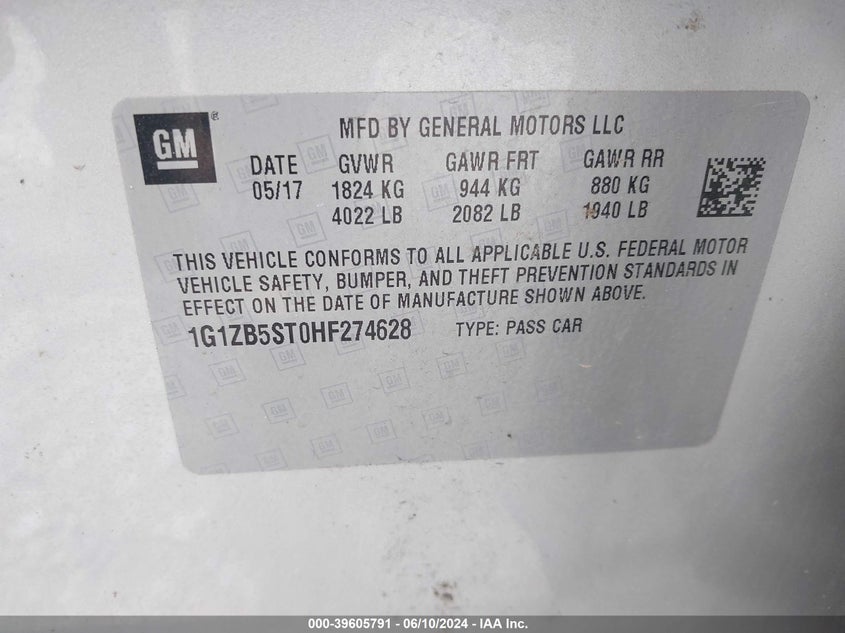 GM
MFD BY GENERAL MOTORS LLC
DATE GVWR GAWR FRT GAWR RR
05/17 1824 KG 944 KG 880 KG
4022 LB 2082 LB 1940 LB
THIS VEHICLE CONFORMS TO ALL APPLICABLE U.S. FEDERAL MOTOR
VEHICLE SAFETY, BUMPER, AND THEFT PREVENTION STANDARDS IN
EFFECT ON THE DATE OF MANUFACTURE SHOWN ABOVE.
1G1ZB5ST0HF274628 TYPE: PASS CAR
000-39605791 - 06/10/2024 - IAA Inc.